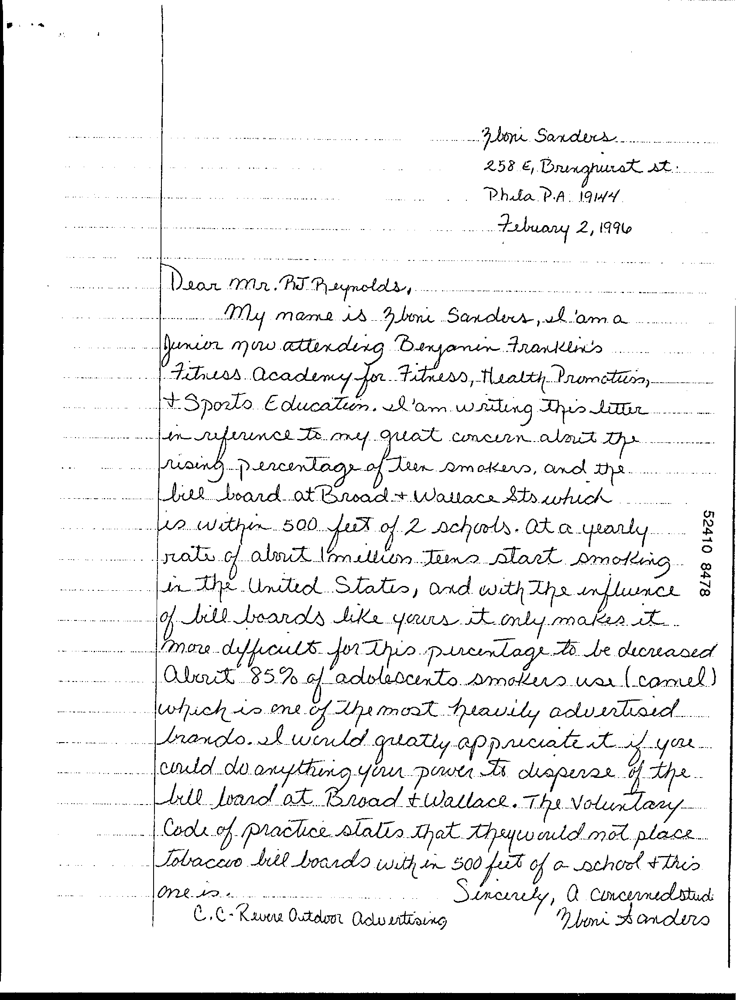 Zboni Sanders
258 E, Bringhurst st.
Phila P.A. 19144
Febuary 2, 1996
Dear Mr. RJ Reynolds,
My name is Zboni Sanders, I'am a
Junior now attending Benjamin Franklin's
Fitness Academy for Fitness, Health Promotion,
+ Sports Education. I'am writing this letter
in reference to my great concern about the
rising percentage of teen smokers, and the
bill board at Broad + Wallace Sts which
is within 500 feet of 2 schools. At a yearly
rate of about 1 million teens start smoking
in the United States, and with the influence
of bill boards like yours it only makes it
more difficult for this percentage to be decreased
About 85% of adolescents smokers use (camel)
which is one of the most heavily advertised
brands. I would greatly appreciate it if you
could do anything your power to disperse of the
bill board at Broad + Wallace. The Voluntary
Code of practice states that they would not place
tobaccoo bill boards with in 500 feet of a school + this
one is. Sincerely, A concerned stud
C.C - Revere Outdoor Advertising Zboni Sanders
52410 8478